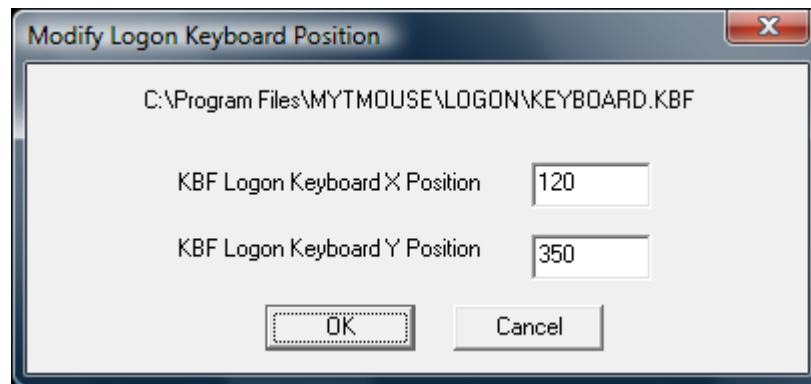 Modify Logon Keyboard Position
C:\Program Files\MYTMOUSE\LOGON\KEYBOARD.KBF
KBF Logon Keyboard X Position 120
KBF Logon Keyboard Y Position 350
OK Cancel